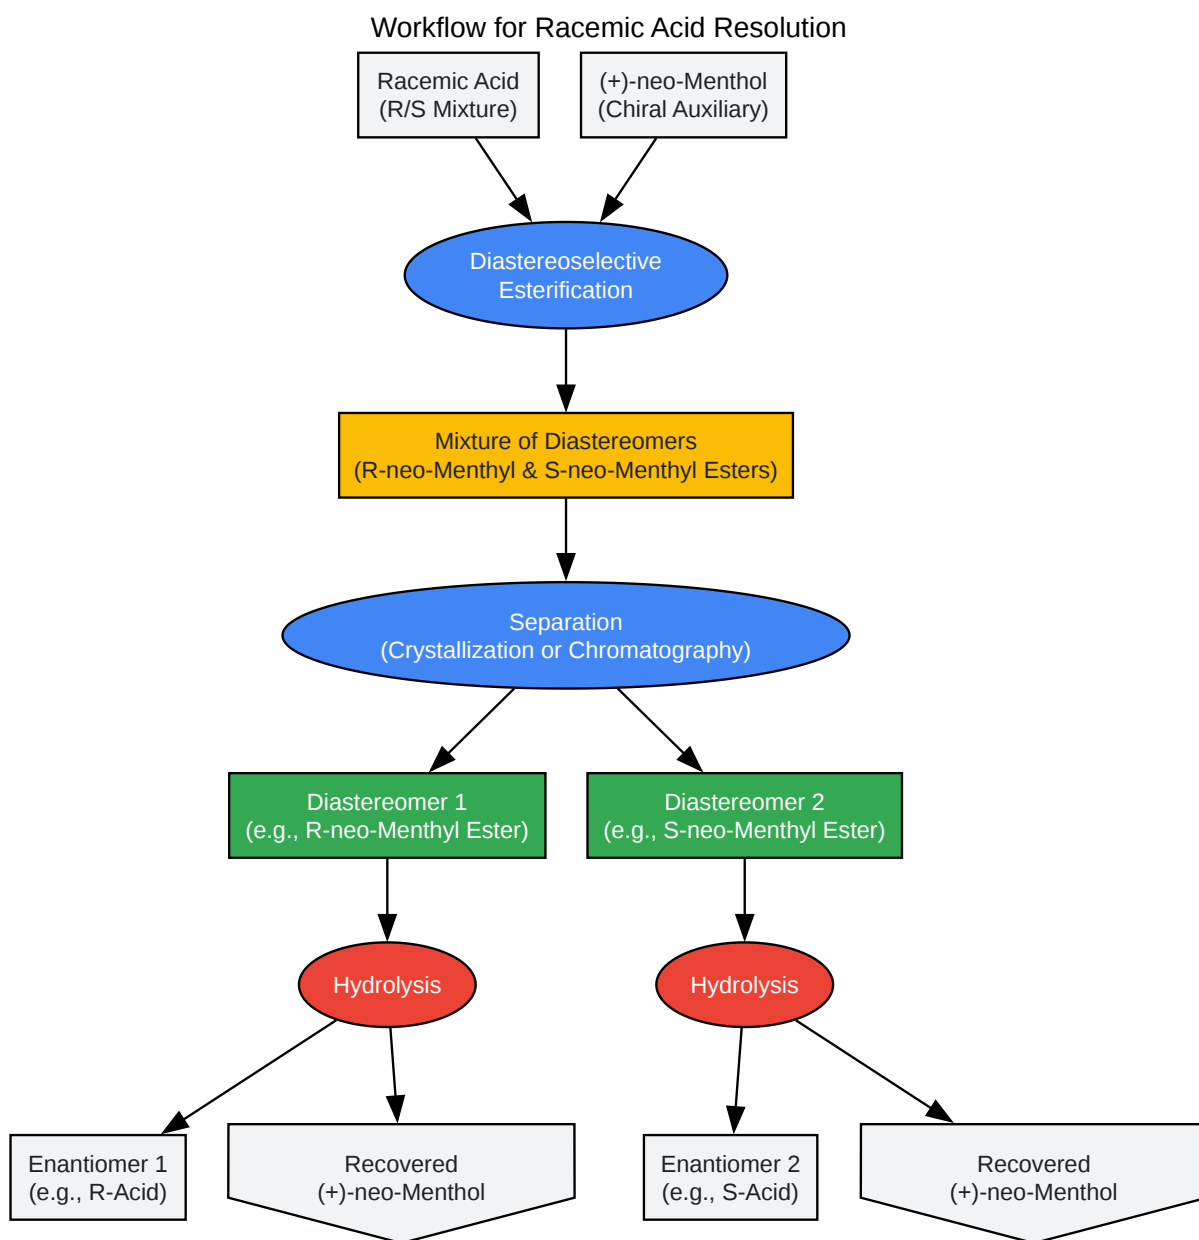 Workflow for Racemic Acid Resolution
Racemic Acid
(R/S Mixture)
(+)-neo-Menthol
(Chiral Auxiliary)
Diastereoselective
Esterification
Mixture of Diastereomers
(R-neo-Menthyl & S-neo-Menthyl Esters)
Separation
(Crystallization or Chromatography)
Diastereomer 1
(e.g., R-neo-Menthyl Ester)
Diastereomer 2
(e.g., S-neo-Menthyl Ester)
Hydrolysis
Hydrolysis
Enantiomer 1
(e.g., R-Acid)
Recovered
(+)-neo-Menthol
Enantiomer 2
(e.g., S-Acid)
Recovered
(+)-neo-Menthol